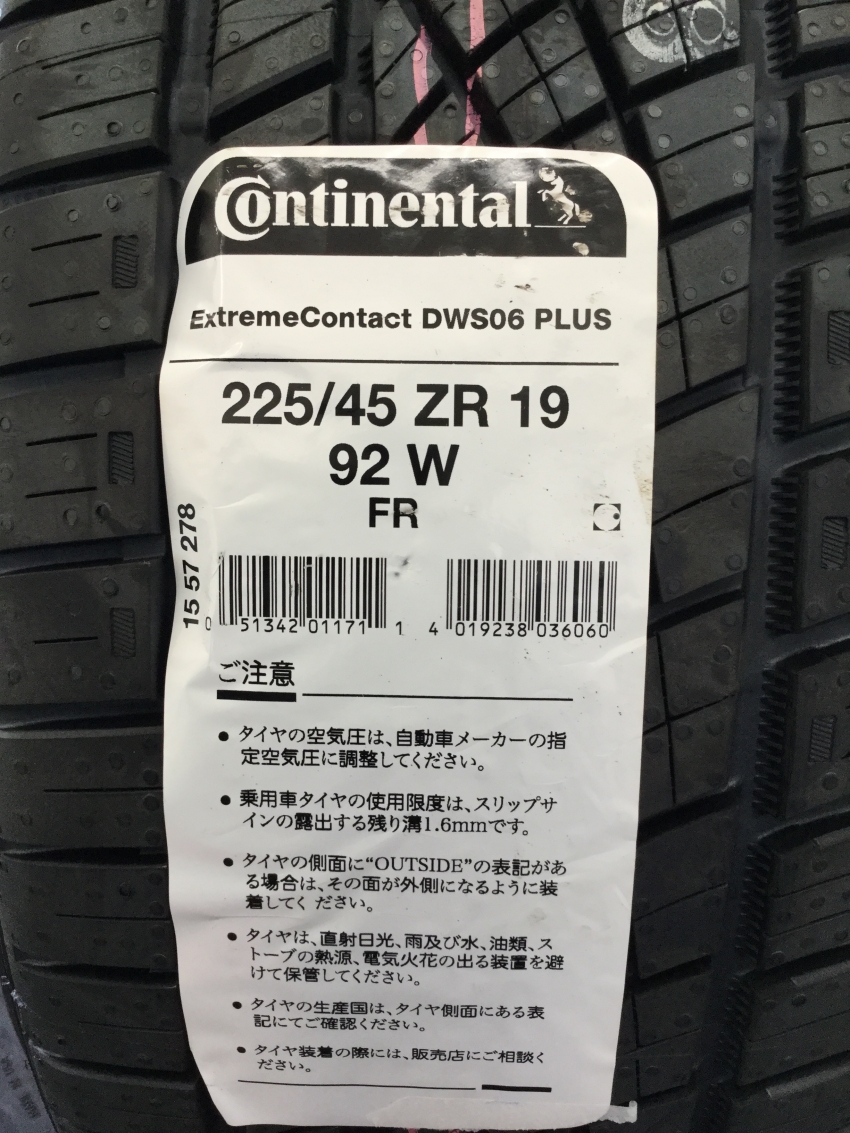 Continental
ExtremeContact DWS06 PLUS
225/45 ZR 19
92 W
FR
15 57 278
0 51342 01171 1
4 019238 036060
ご注意
● タイヤの空気圧は、自動車メーカーの指
定空気圧に調整してください。
● 乗用車タイヤの使用限度は、スリップサ
インの露出する残り溝1.6mmです。
● タイヤの側面に“OUTSIDE”の表記があ
る場合は、その面が外側になるように装
着してください。
● タイヤは、直射日光、雨及び水、油類、ス
トーブの熱源、電気火花の出る装置を避
けて保管してください。
● タイヤの生産国は、タイヤ側面にある表
記にてご確認ください。
● タイヤ装着の際には、販売店にご相談く
ださい。